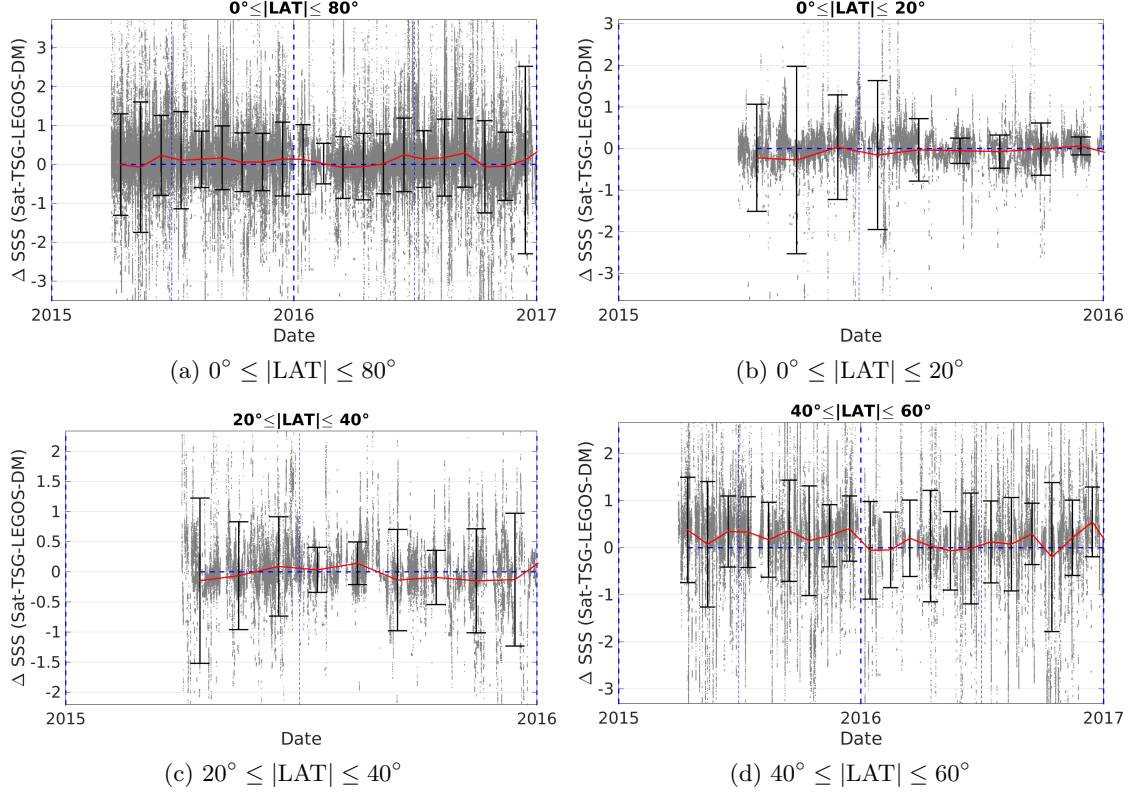 0°≤|LAT|≤ 80°
Δ SSS (Sat-TSG-LEGOS-DM)
3
2
1
0
-1
-2
-3
2015
2016
2017
Date
(a) 0° ≤ |LAT| ≤ 80°
0°≤|LAT|≤ 20°
Δ SSS (Sat-TSG-LEGOS-DM)
3
2
1
0
-1
-2
-3
2015
2016
Date
(b) 0° ≤ |LAT| ≤ 20°
20°≤|LAT|≤ 40°
Δ SSS (Sat-TSG-LEGOS-DM)
2
1.5
1
0.5
0
-0.5
-1
-1.5
-2
2015
2016
Date
(c) 20° ≤ |LAT| ≤ 40°
40°≤|LAT|≤ 60°
Δ SSS (Sat-TSG-LEGOS-DM)
2
1
0
-1
-2
-3
2015
2016
2017
Date
(d) 40° ≤ |LAT| ≤ 60°